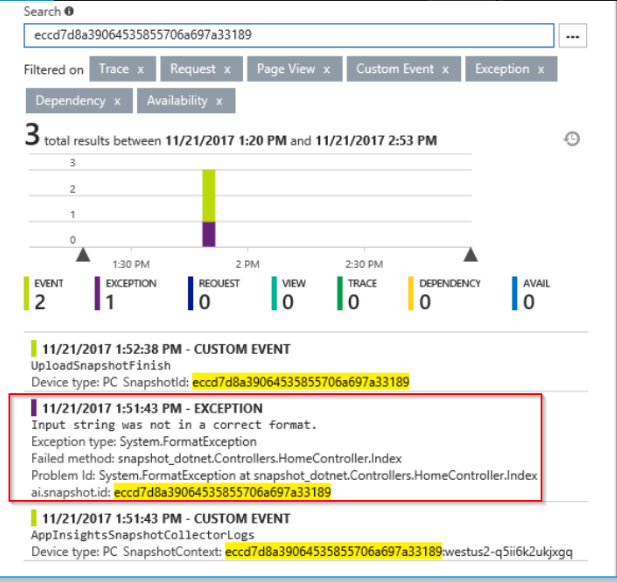 Search
eccd7d8a39064535855706a697a33189
...
Filtered on Trace x Request x Page View x Custom Event x Exception x
Dependency x Availability x
3 total results between 11/21/2017 1:20 PM and 11/21/2017 2:53 PM
3
2
1
0
1:30 PM 2 PM 2:30 PM
EVENT EXCEPTION REQUEST VIEW TRACE DEPENDENCY AVAIL
2 1 0 0 0 0 0
11/21/2017 1:52:38 PM - CUSTOM EVENT
UploadSnapshotFinish
Device type: PC SnapshotId: eccd7d8a39064535855706a697a33189
11/21/2017 1:51:43 PM - EXCEPTION
Input string was not in a correct format.
Exception type: System.FormatException
Failed method: snapshot_dotnet.Controllers.HomeController.Index
Problem Id: System.FormatException at snapshot_dotnet.Controllers.HomeController.Index
ai.snapshot.id: eccd7d8a39064535855706a697a33189
11/21/2017 1:51:43 PM - CUSTOM EVENT
AppInsightsSnapshotCollectorLogs
Device type: PC SnapshotContext: eccd7d8a39064535855706a697a33189:westus2-q5ii6k2ukjxgq